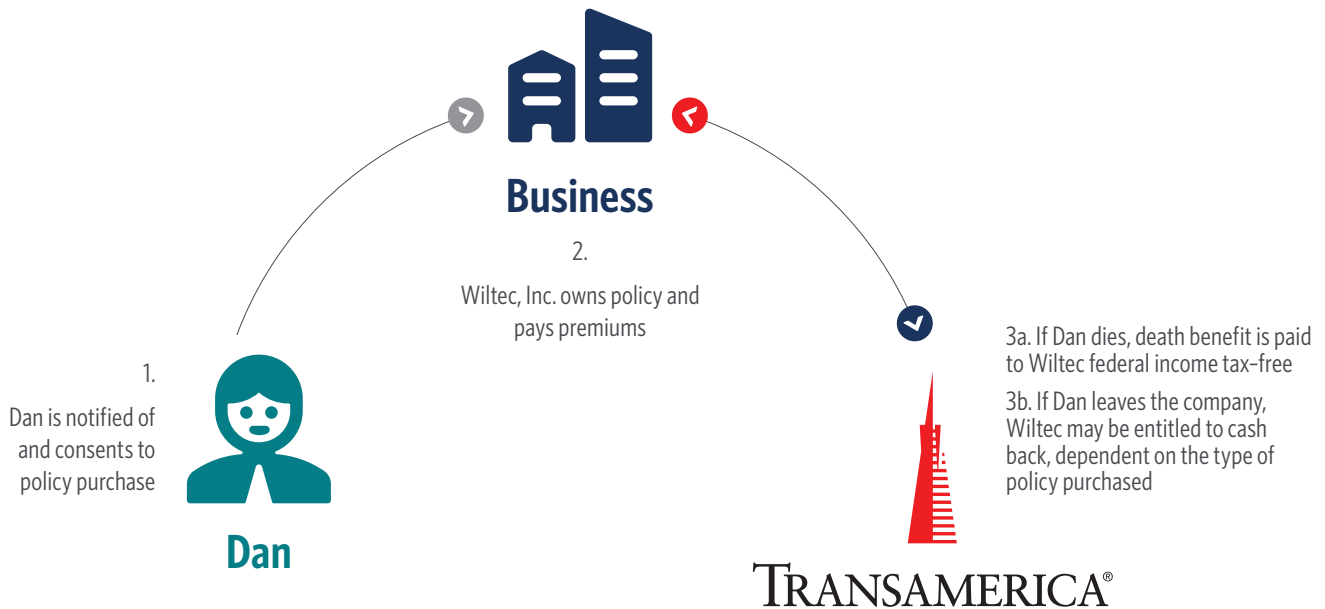 Business
2.
Wiltec, Inc. owns policy and
pays premiums
1.
Dan is notified of
and consents to
policy purchase
Dan
3a. If Dan dies, death benefit is paid
to Wiltec federal income tax–free
3b. If Dan leaves the company,
Wiltec may be entitled to cash
back, dependent on the type of
policy purchased
TRANSAMERICA®